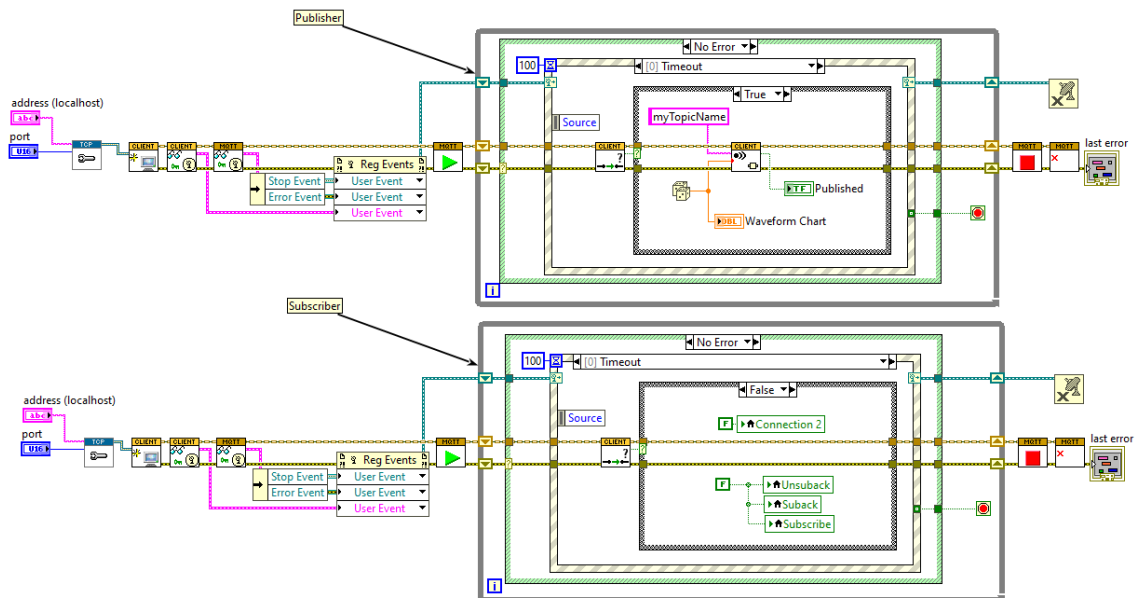 Publisher
No Error
100
[0] Timeout
address (localhost)
abc
True
myTopicName
Source
port
U16
TCP
CLIENT
CLIENT
MQTT
Reg Events
MQTT
CLIENT
?
CLIENT
MQTT
MQTT
last error
Stop Event
User Event
Error Event
User Event
User Event
TF
Published
DBL
Waveform Chart
i
Subscriber
No Error
100
[0] Timeout
False
address (localhost)
abc
Source
F
Connection 2
port
U16
TCP
CLIENT
CLIENT
MQTT
Reg Events
MQTT
CLIENT
?
MQTT
MQTT
last error
Stop Event
User Event
Error Event
User Event
User Event
F
Unsuback
Suback
Subscribe
i